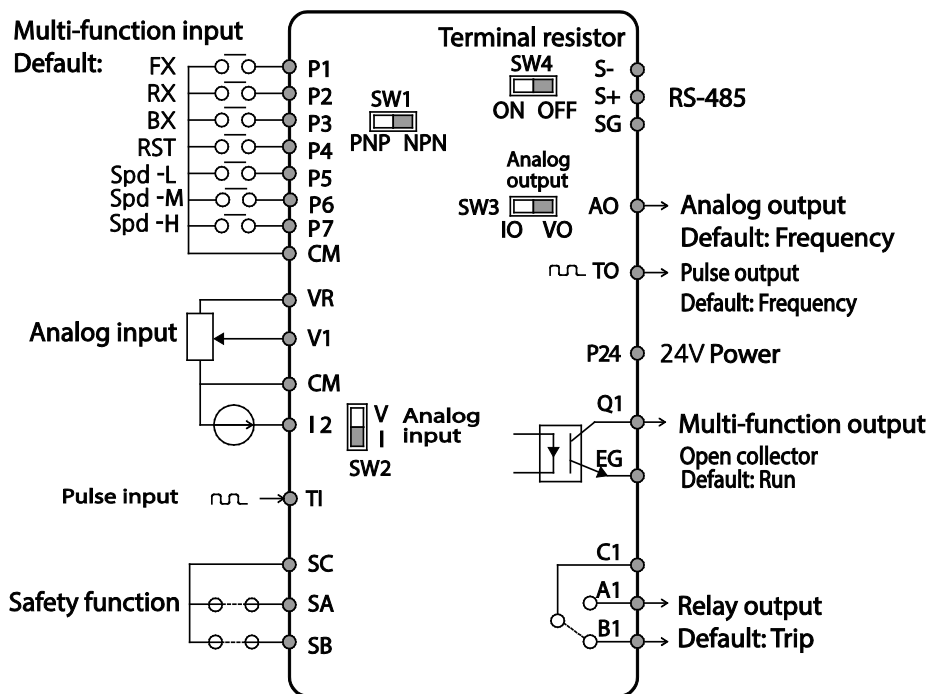 Multi-function input
Default:
FX
RX
BX
RST
Spd -L
Spd -M
Spd -H
P1
P2
P3
P4
P5
P6
P7
CM
SW1
PNP NPN
Terminal resistor
SW4
ON OFF
S-
S+
SG
RS-485
Analog
output
SW3
IO VO
AO
Analog output
Default: Frequency
TO
Pulse output
Default: Frequency
Analog input
VR
V1
CM
I 2
V
I
Analog
input
SW2
P24
24V Power
Q1
EG
Multi-function output
Open collector
Default: Run
Pulse input
TI
Safety function
SC
SA
SB
C1
A1
B1
Relay output
Default: Trip